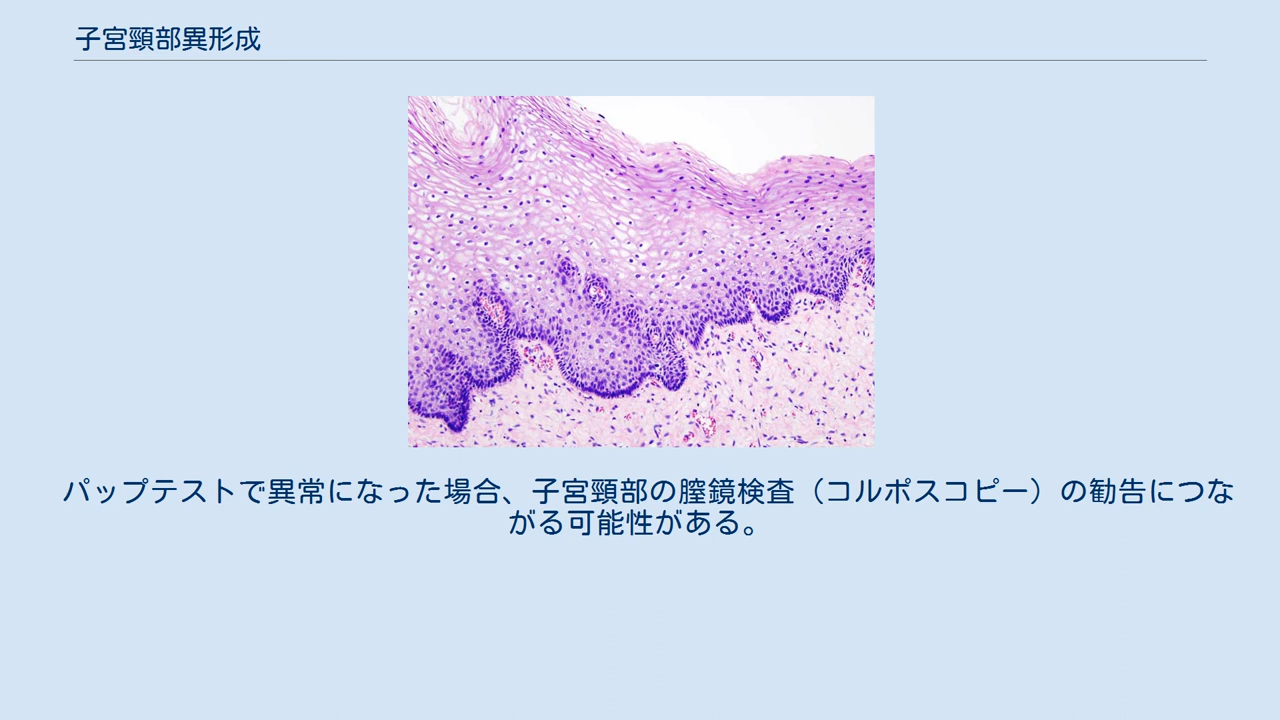 子宮頸部異形成
パップテストで異常になった場合、子宮頸部の膣鏡検査（コルポスコピー）の勧告につな
がる可能性がある。